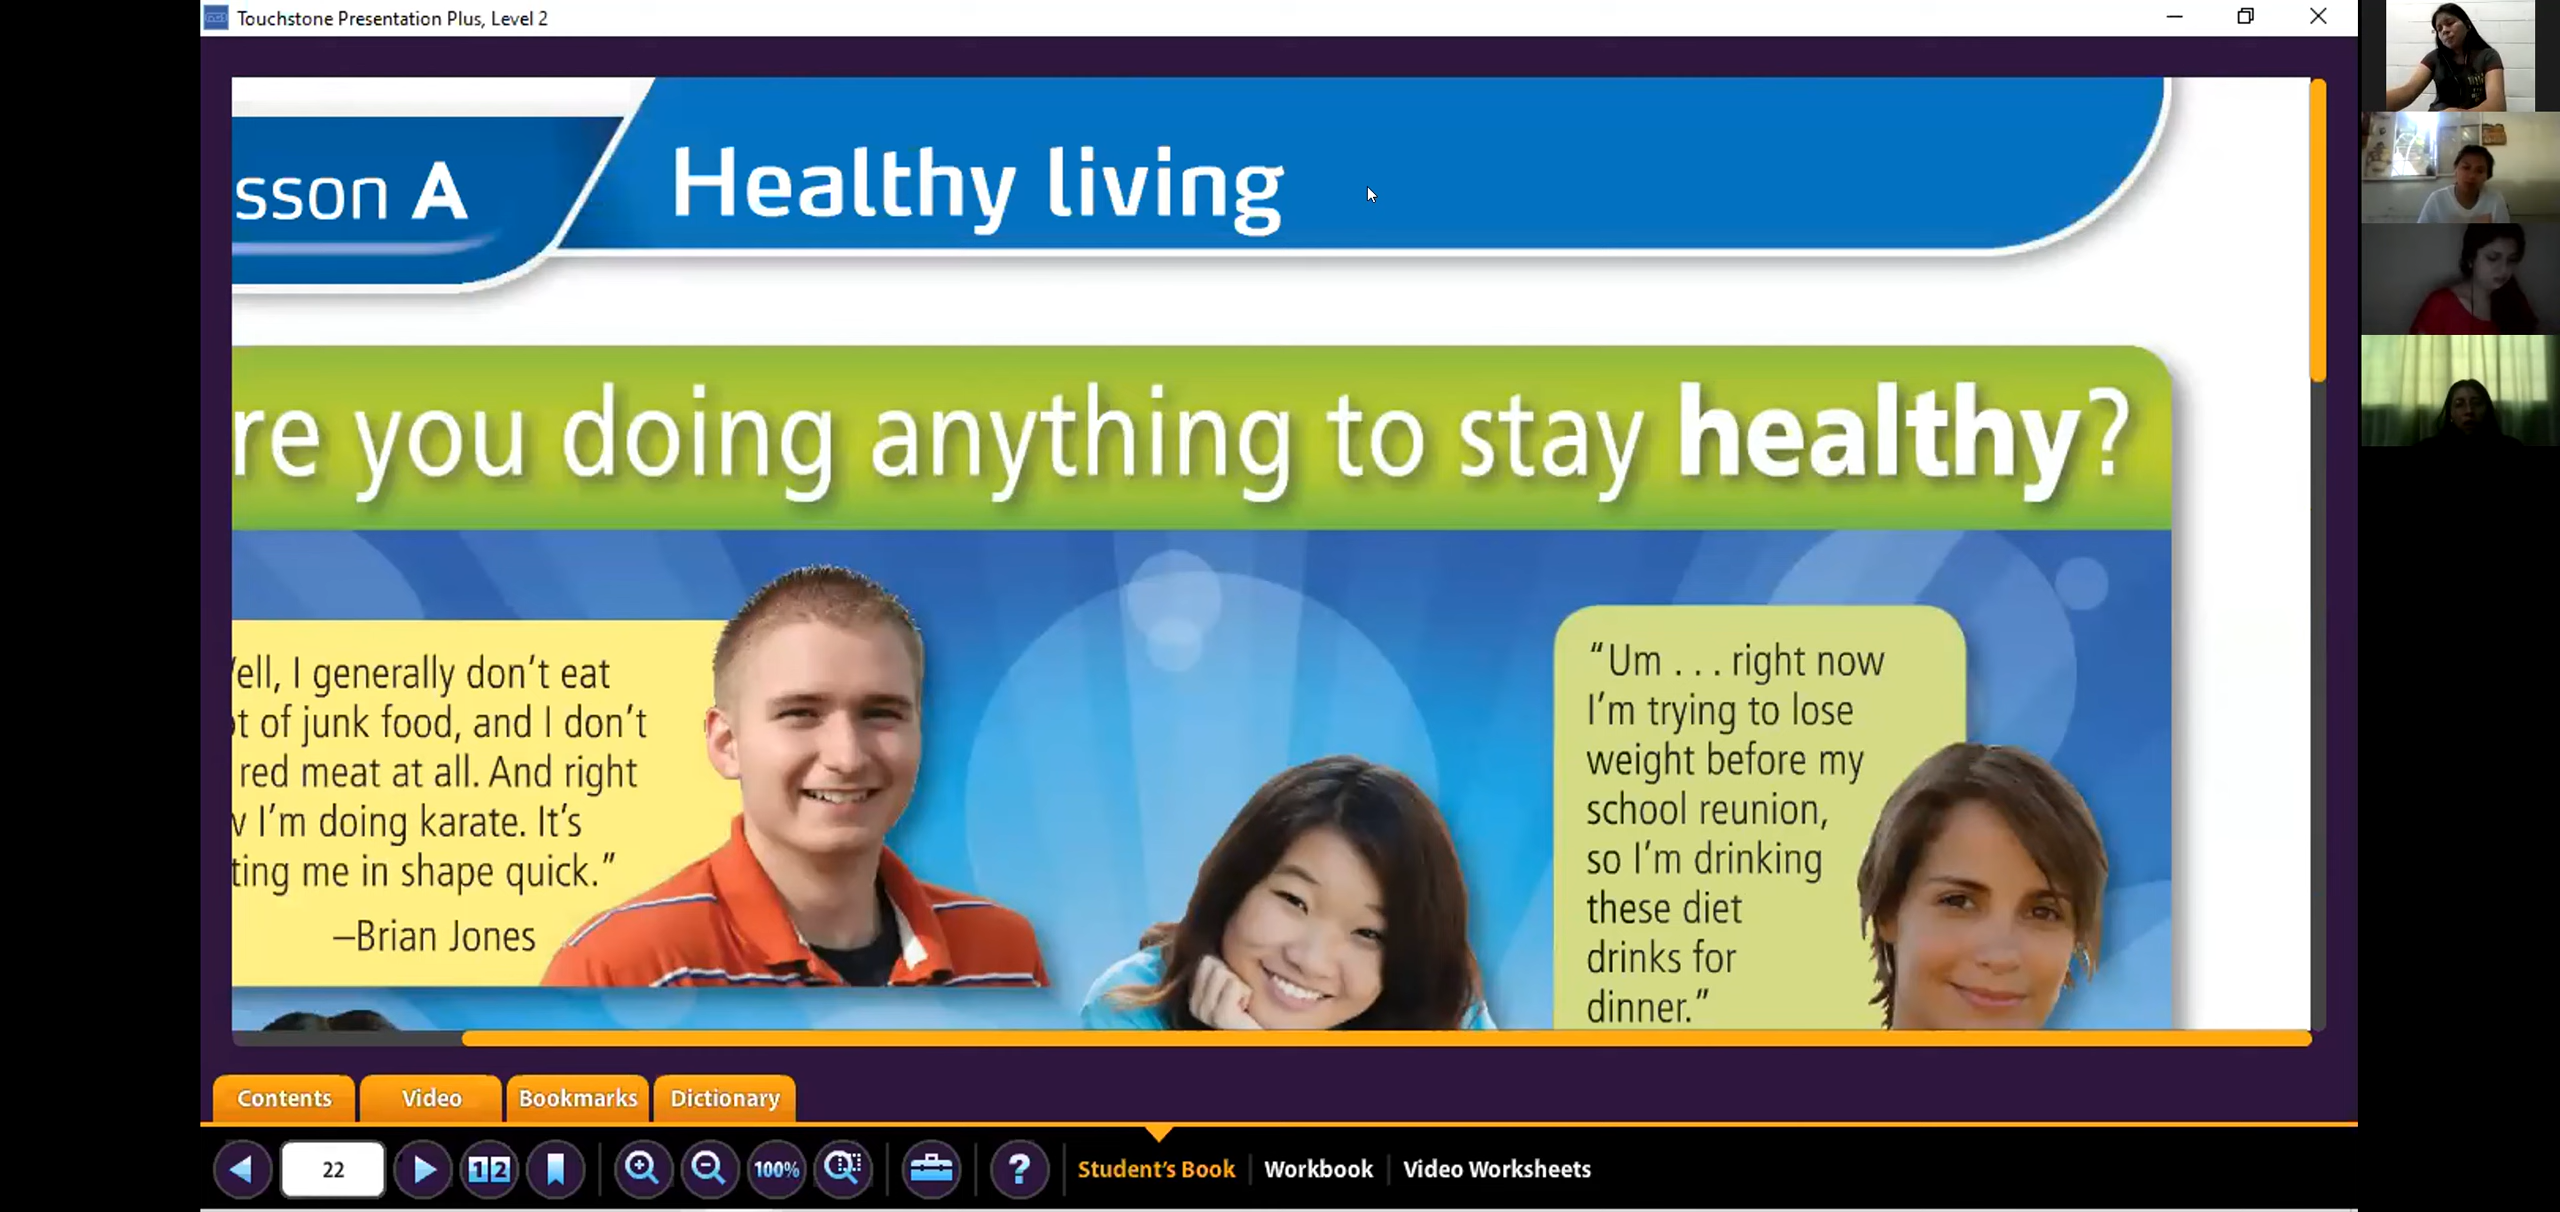 Touchstone Presentation Plus, Level 2
sson A
Healthy living
re you doing anything to stay healthy?
ell, I generally don't eat
t of junk food, and I don't
red meat at all. And right
I'm doing karate. It's
ting me in shape quick."
–Brian Jones
"Um . . . right now
I'm trying to lose
weight before my
school reunion,
so I'm drinking
these diet
drinks for
dinner."
Contents Video Bookmarks Dictionary
22 12 100% ? Student's Book Workbook Video Worksheets